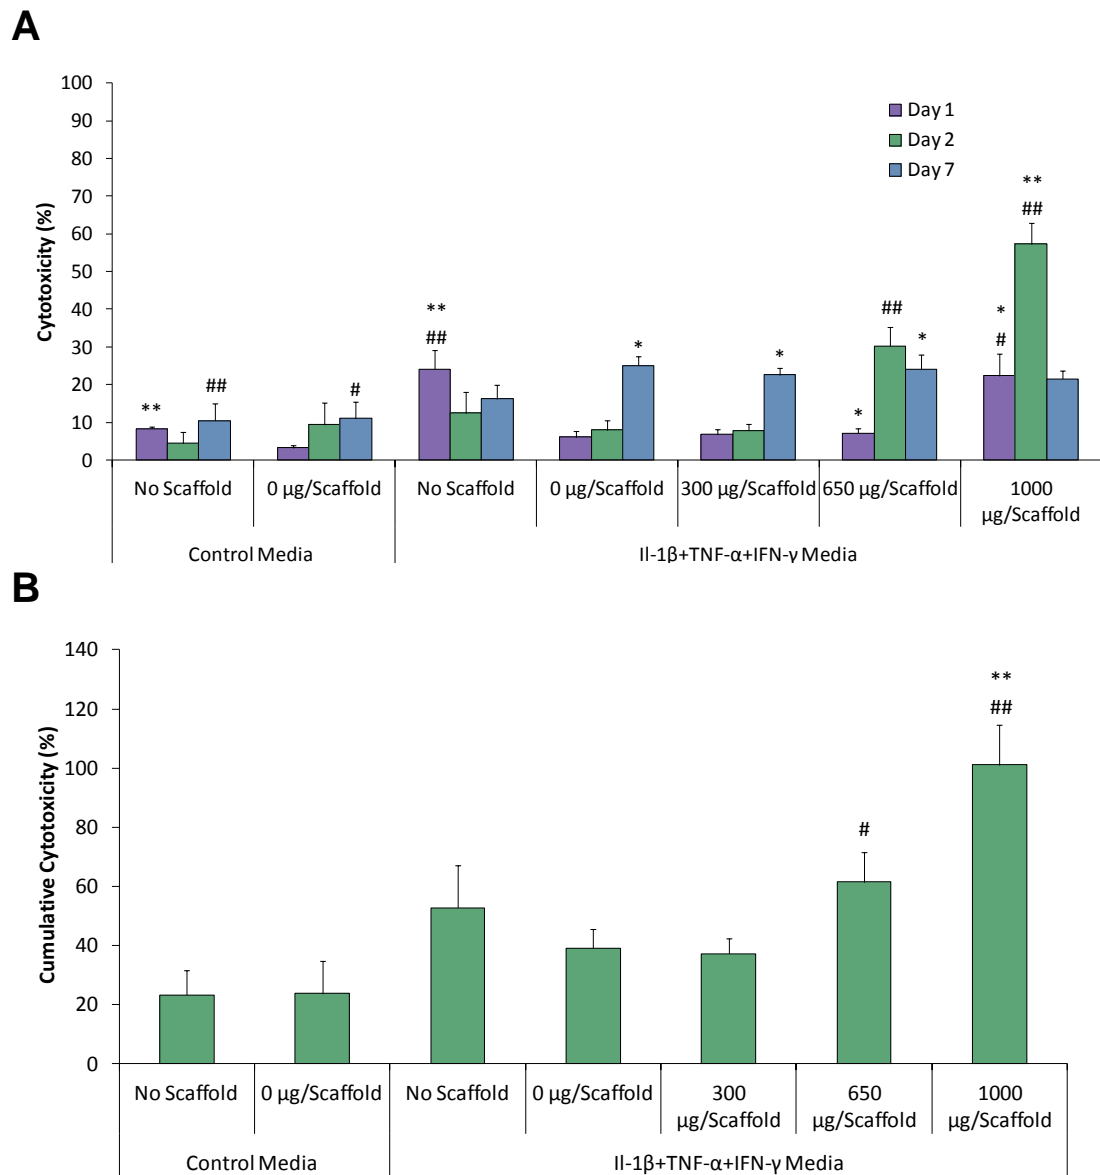 A
100
90
80
70
60
50
40
30
20
10
0
Cytotoxicity (%)
Day 1
Day 2
Day 7
**
##
**
##
*
#
##
*
*
*
**
##
#
*
No Scaffold
0 µg/Scaffold
No Scaffold
0 µg/Scaffold
300 µg/Scaffold
650 µg/Scaffold
1000
µg/Scaffold
Control Media
Il-1β+TNF-α+IFN-γ Media
B
140
120
100
80
60
40
20
0
Cumulative Cytotoxicity (%)
**
##
#
No Scaffold
0 µg/Scaffold
No Scaffold
0 µg/Scaffold
300
µg/Scaffold
650
µg/Scaffold
1000
µg/Scaffold
Control Media
Il-1β+TNF-α+IFN-γ Media